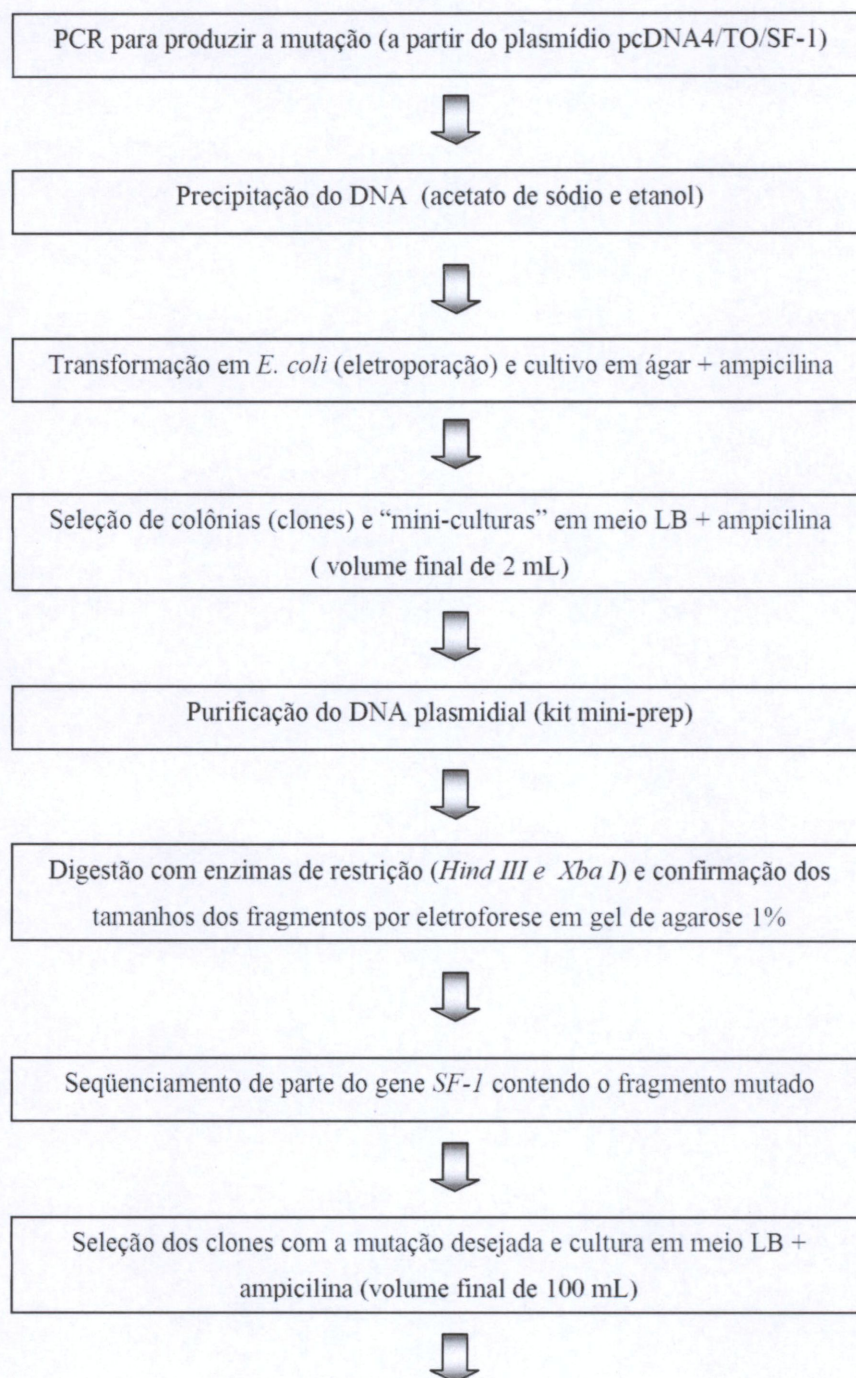 PCR para produzir a mutação (a partir do plasmídio pcDNA4/TO/SF-1)
Precipitação do DNA (acetato de sódio e etanol)
Transformação em E. coli (eletroporação) e cultivo em ágar + ampicilina
Seleção de colônias (clones) e “mini-culturas” em meio LB + ampicilina
( volume final de 2 mL)
Purificação do DNA plasmidial (kit mini-prep)
Digestão com enzimas de restrição (Hind III e Xba I) e confirmação dos
tamanhos dos fragmentos por eletroforese em gel de agarose 1%
Seqüenciamento de parte do gene SF-1 contendo o fragmento mutado
Seleção dos clones com a mutação desejada e cultura em meio LB +
ampicilina (volume final de 100 mL)